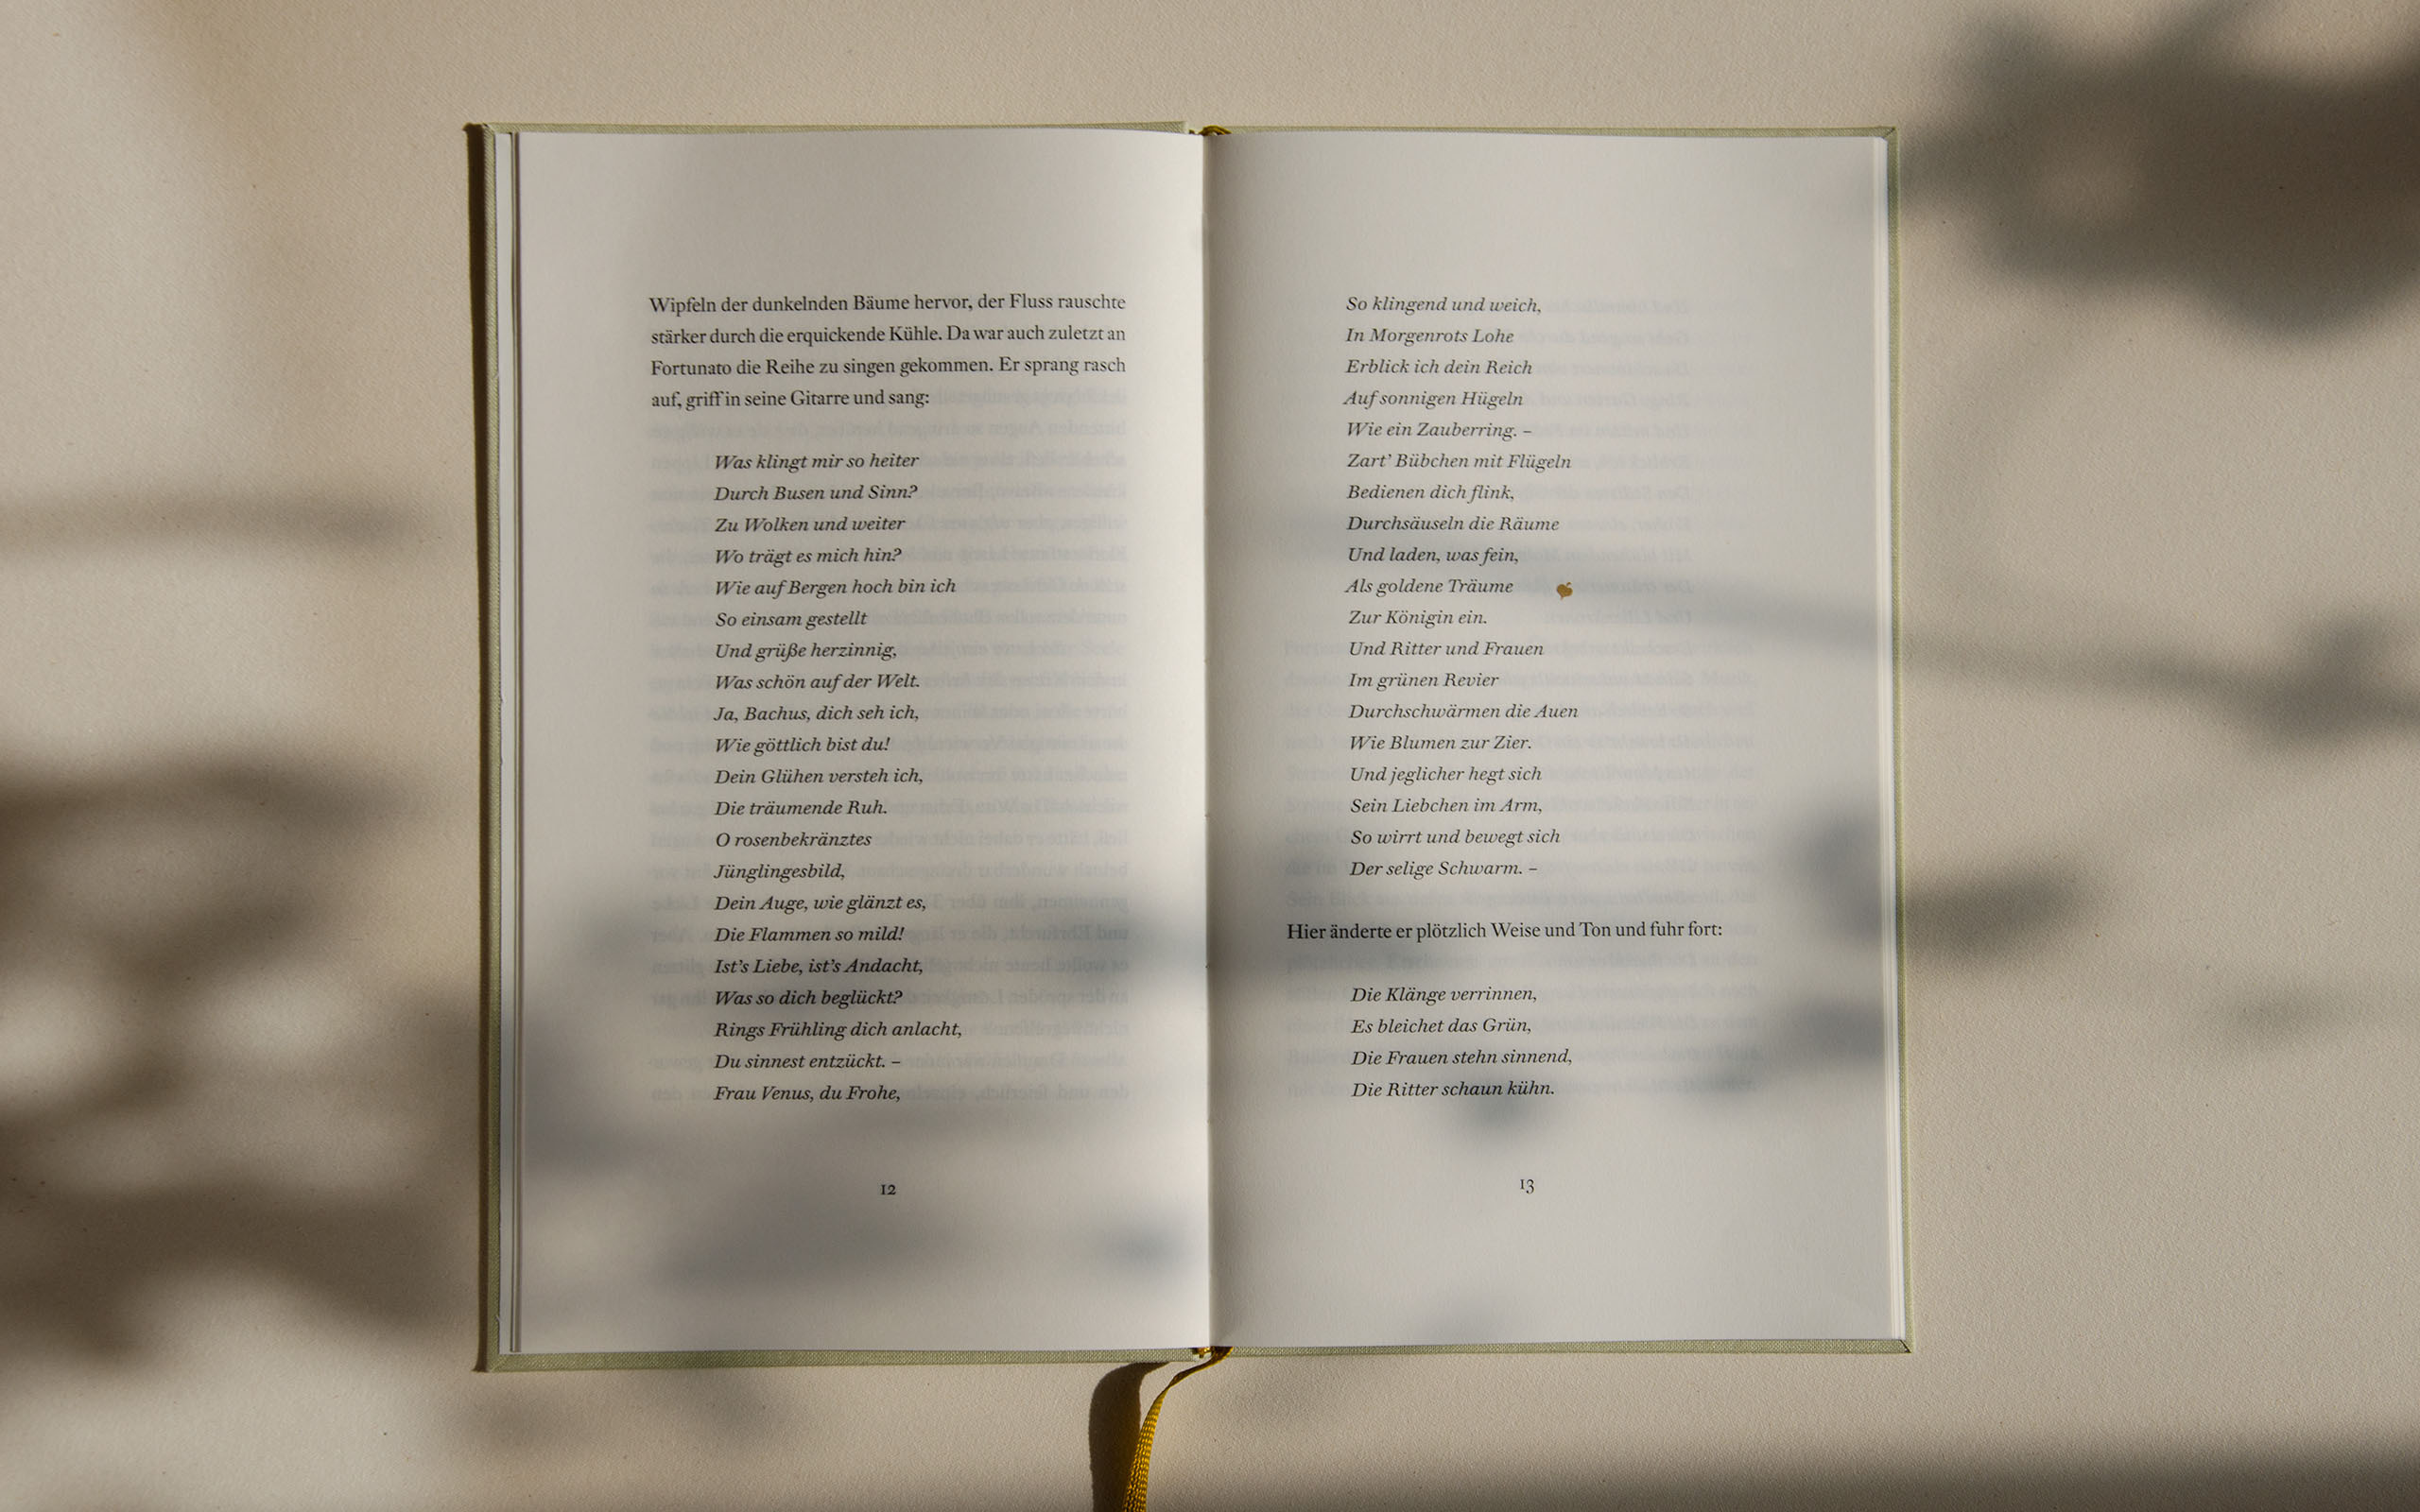 Wipfeln der dunkelnden Bäume hervor, der Fluss rauschte
stärker durch die erquickende Kühle. Da war auch zuletzt an
Fortunato die Reihe zu singen gekommen. Er sprang rasch
auf, griff in seine Gitarre und sang:
Was klingt mir so heiter
Durch Busen und Sinn?
Zu Wolken und weiter
Wo trägt es mich hin?
Wie auf Bergen hoch bin ich
So einsam gestellt
Und grüße herzinnig,
Was schön auf der Welt.
Ja, Bachus, dich seh ich,
Wie göttlich bist du!
Dein Glühen versteh ich,
Die träumende Ruh.
O rosenbekränztes
Jünglingesbild,
Dein Auge, wie glänzt es,
Die Flammen so mild!
Ist's Liebe, ist's Andacht,
Was so dich beglückt?
Rings Frühling dich anlacht,
Du sinnest entzückt. –
Frau Venus, du Frohe,
12
So klingend und weich,
In Morgenrots Lohe
Erblick ich dein Reich
Auf sonnigen Hügeln
Wie ein Zauberring. –
Zart' Bübchen mit Flügeln
Bedienen dich flink,
Durchsäuseln die Räume
Und laden, was fein,
Als goldene Träume
Zur Königin ein.
Und Ritter und Frauen
Im grünen Revier
Durchschwärmen die Auen
Wie Blumen zur Zier.
Und jeglicher hegt sich
Sein Liebchen im Arm,
So wirrt und bewegt sich
Der selige Schwarm. –
Hier änderte er plötzlich Weise und Ton und fuhr fort:
Die Klänge verrinnen,
Es bleichet das Grün,
Die Frauen stehn sinnend,
Die Ritter schaun kühn.
13